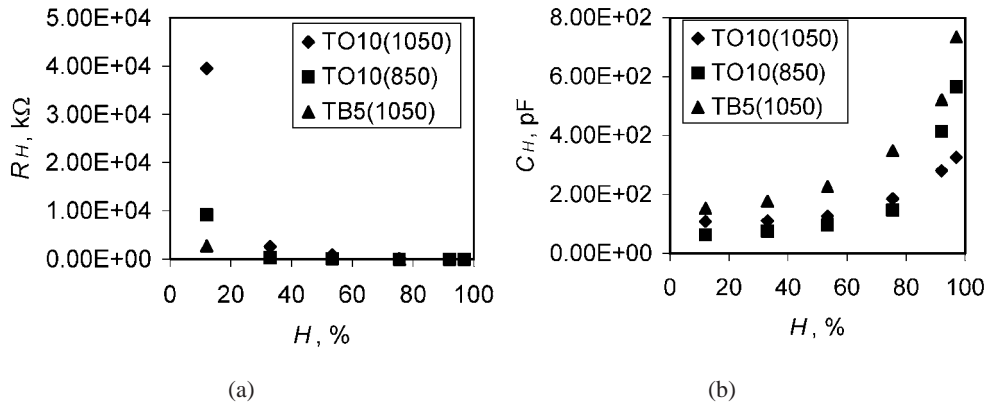 5.00E+04
4.00E+04
3.00E+04
2.00E+04
1.00E+04
0.00E+00
R_H, kΩ
TO10(1050)
TO10(850)
TB5(1050)
0 20 40 60 80 100
H, %
(a)
8.00E+02
6.00E+02
4.00E+02
2.00E+00
0.00E+00
C_H, pF
TO10(1050)
TO10(850)
TB5(1050)
0 20 40 60 80 100
H, %
(b)